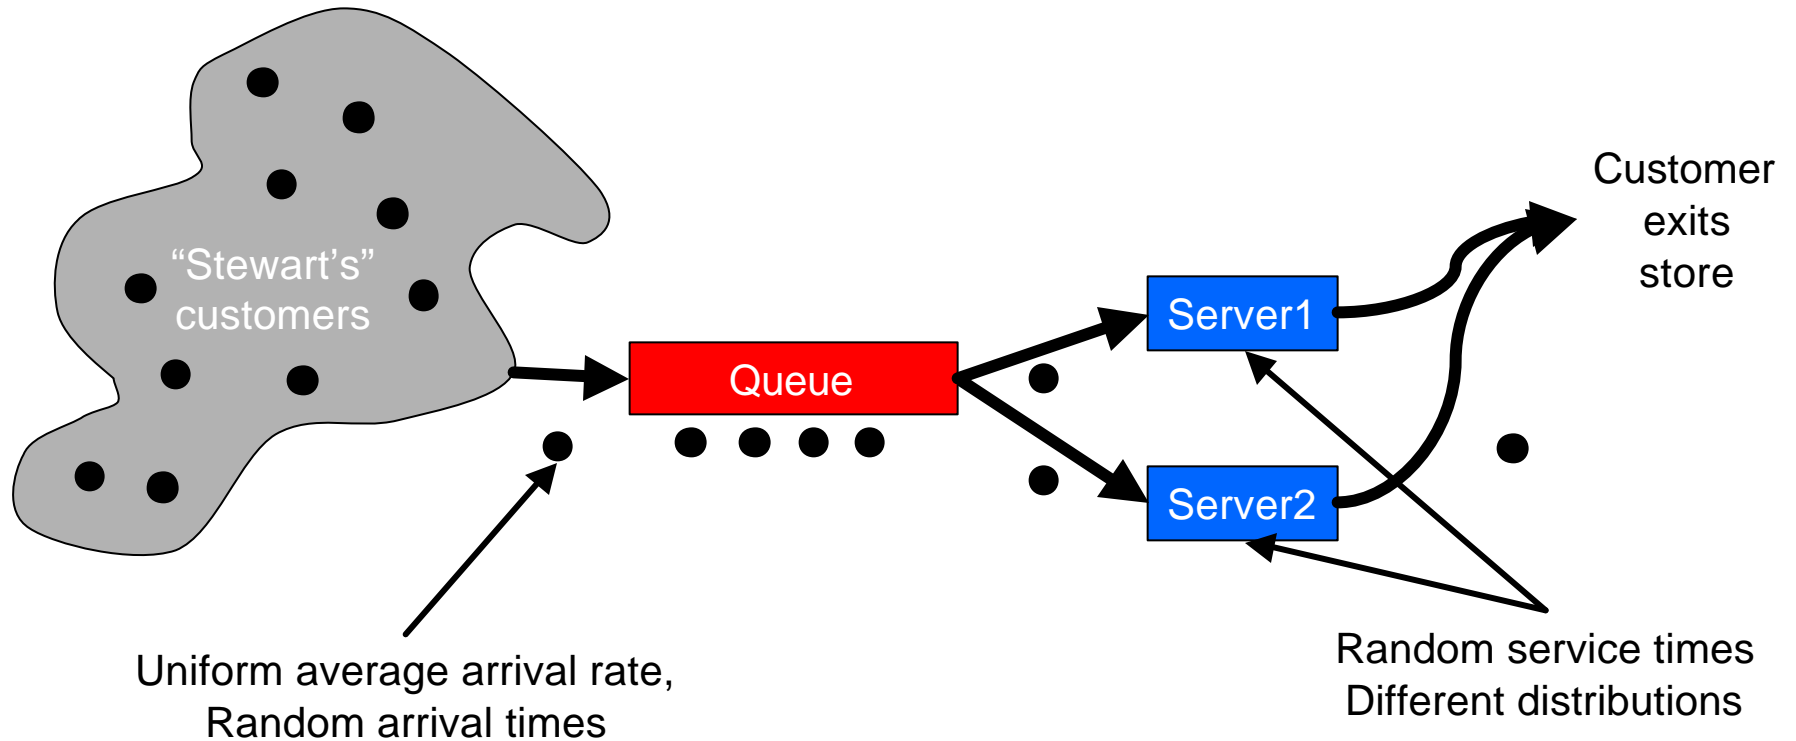 “Stewart’s”
customers
Queue
Server1
Server2
Customer
exits
store
Uniform average arrival rate,
Random arrival times
Random service times
Different distributions